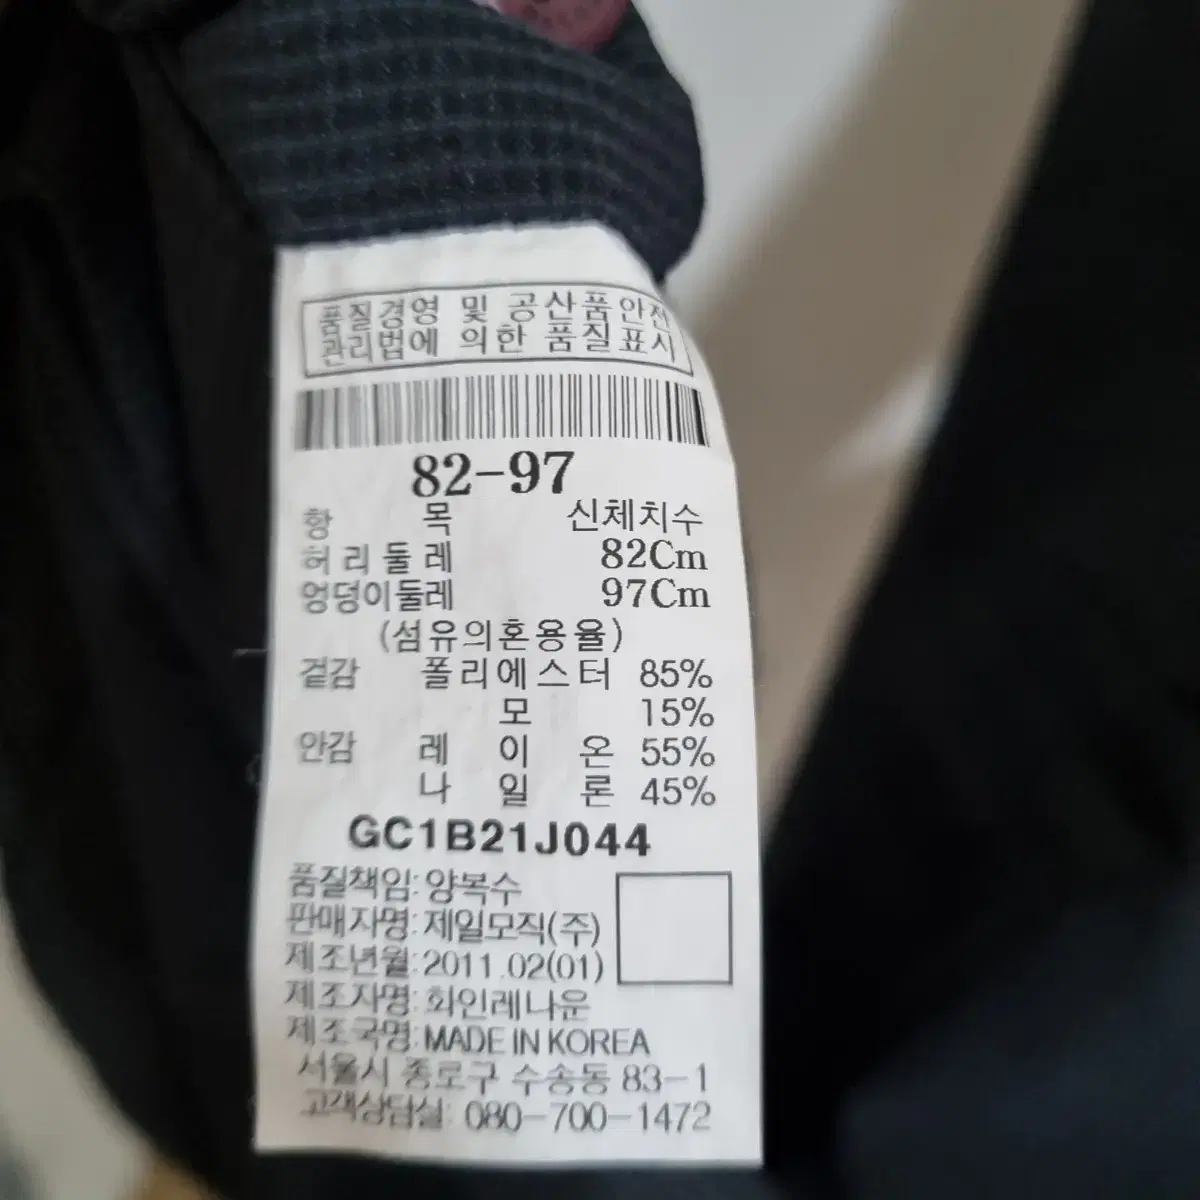 품질경영 및 공산품안전
관리법에 의한 품질표시
82-97
항 목 신체치수
허리둘레 82Cm
엉덩이둘레 97Cm
(섬유의혼용율)
겉감 폴리에스터 85%
모 15%
안감 레이온 55%
나일론 45%
GC1B21J044
품질책임:양복수
판매자명:제일모직(주)
제조년월:2011.02(01)
제조자명:화인레나운
제조국명:MADE IN KOREA
서울시 종로구 수송동 83-1
고객상담실: 080-700-1472